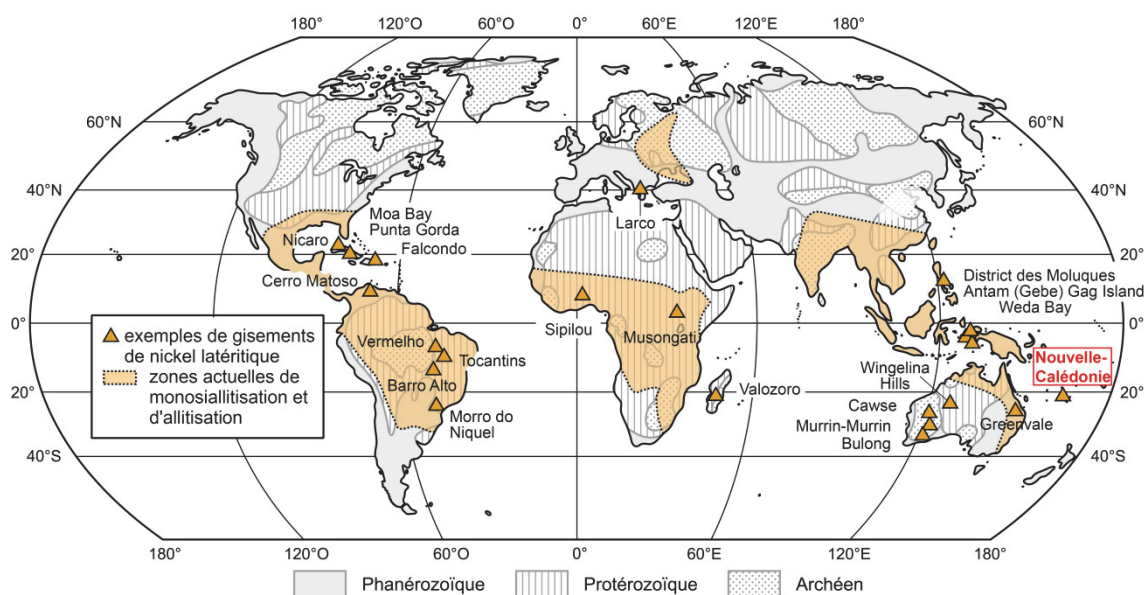 180°
120°O
60°O
0°
60°E
120°E
180°
60°N
60°N
40°N
40°N
20°
20°
0°
0°
20°
20°
40°S
40°S
Moa Bay
Punta Gorda
Nicaro
Falcondo
Cerro Matoso
Vermelho
Tocantins
Barro Alto
Morro do
Niquel
Larco
Sipilou
Musongati
Valozoro
District des Moluques
Antam (Gebe) Gag Island
Weda Bay
Nouvelle-
Calédonie
Wingelina
Hills
Cawse
Murrin-Murrin
Bulong
Greenvale
exemples de gisements
de nickel latéritique
zones actuelles de
monosiallitisation et
d'allitisation
180°
120°O
60°O
0°
60°E
120°E
180°
Phanérozoïque
Protérozoïque
Archéen